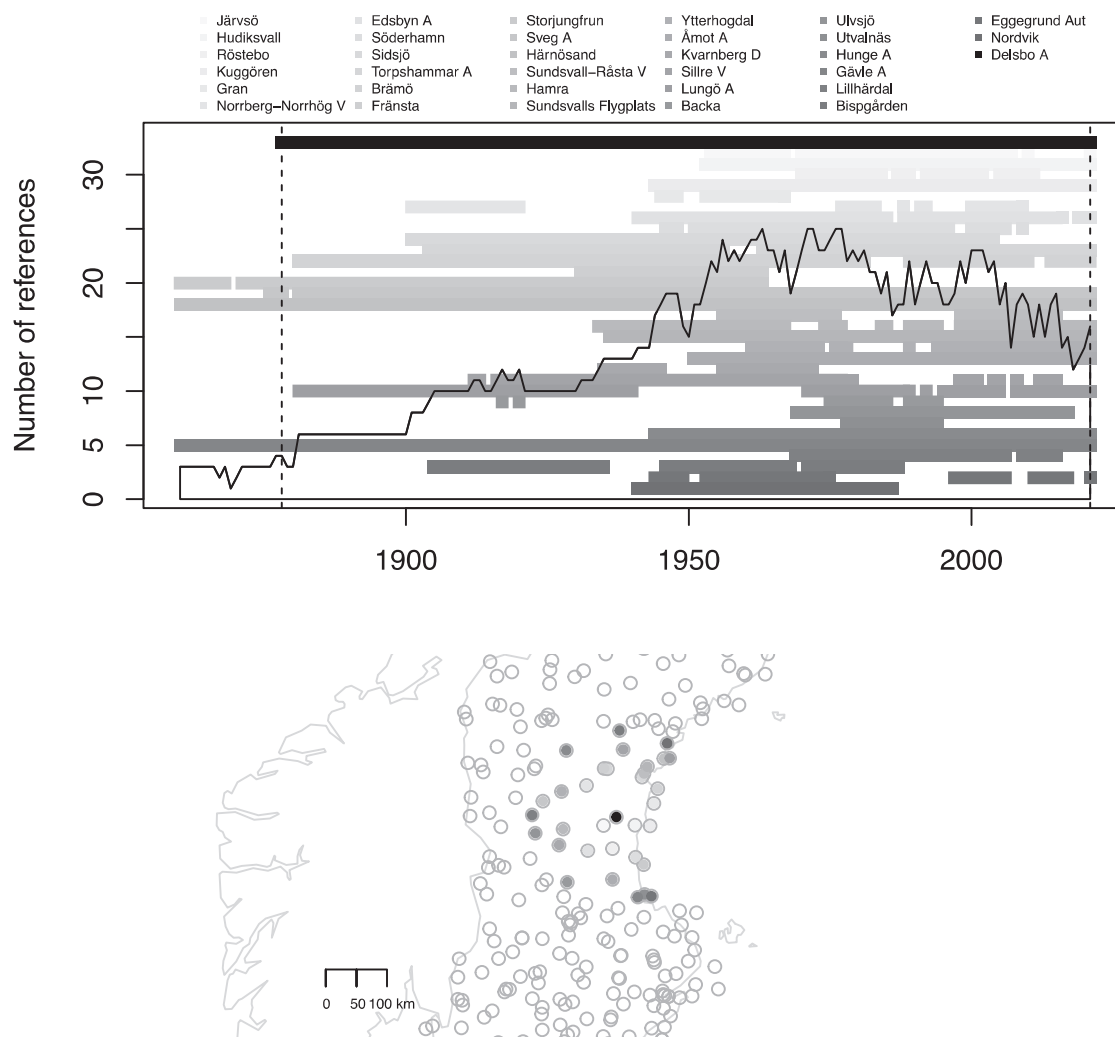 Järvsö
Hudiksvall
Röstebo
Kuggören
Gran
Norrberg–Norrhög V
Edsbyn A
Söderhamn
Sidsjö
Torpshammar A
Brämö
Fränsta
Storjungfrun
Sveg A
Härnösand
Sundsvall–Råsta V
Hamra
Sundsvalls Flygplats
Ytterhogdal
Åmot A
Kvarnberg D
Sillre V
Lungö A
Backa
Ulvsjö
Utvalnäs
Hunge A
Gävle A
Lillhärdal
Bispgården
Eggegrund Aut
Nordvik
Delsbo A
Number of references
30
20
10
5
0
1900
1950
2000
0 50 100 km